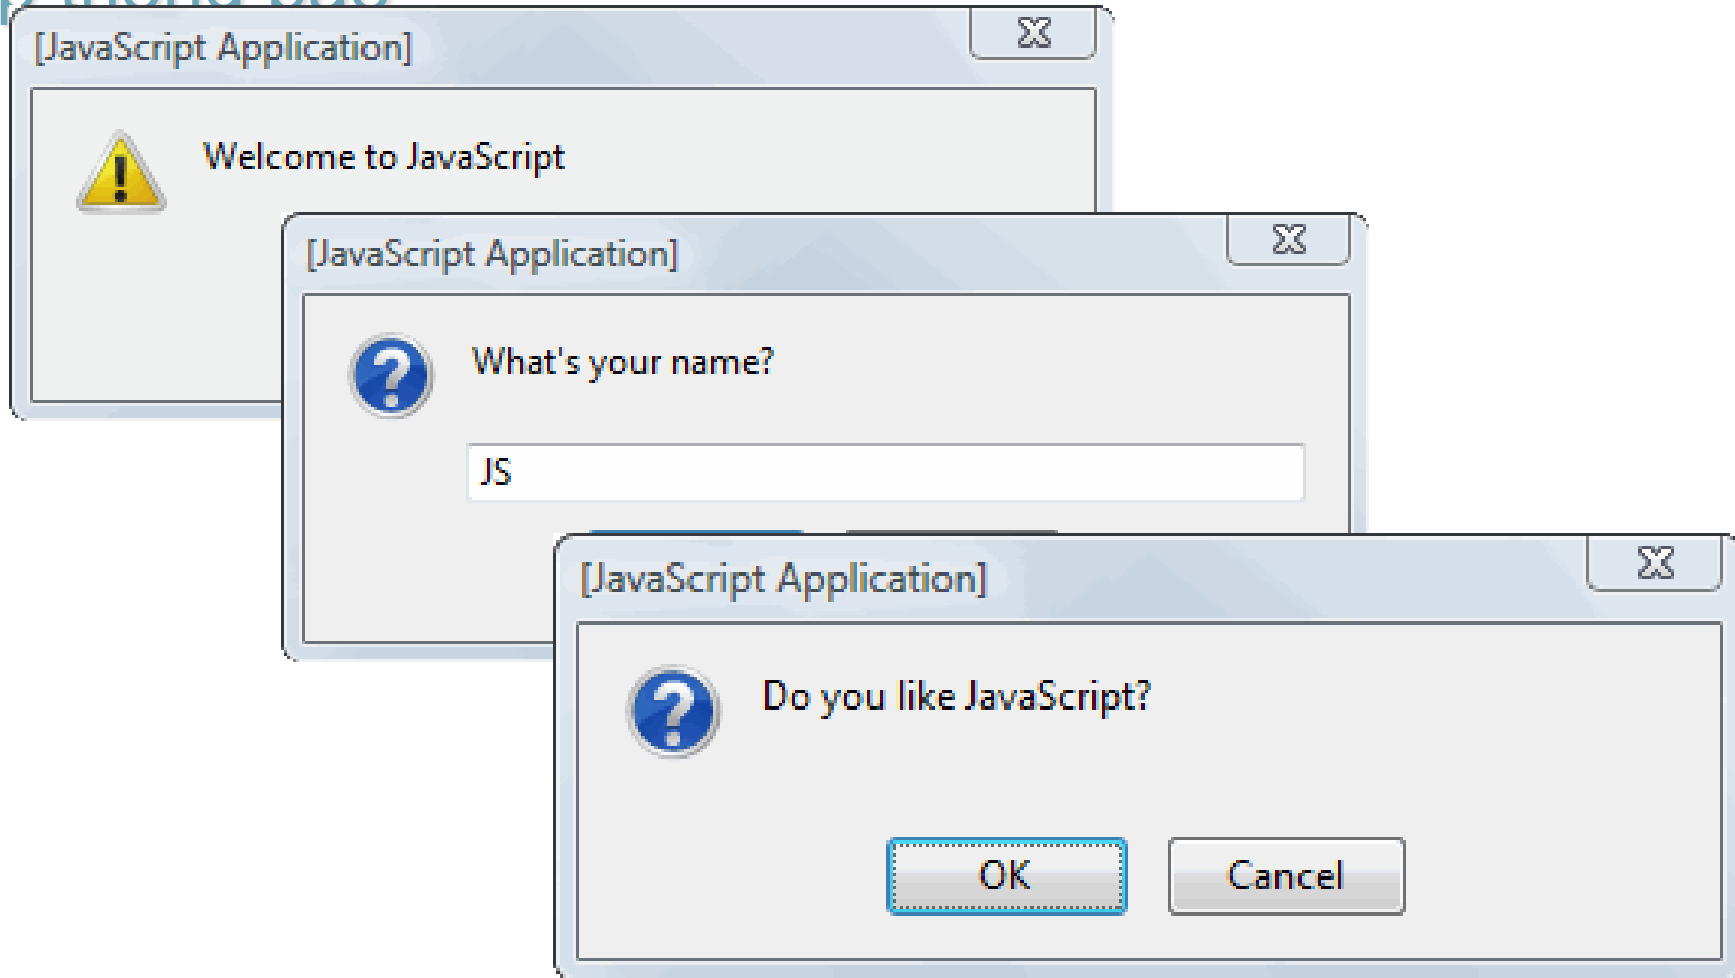 [JavaScript Application]
Welcome to JavaScript
[JavaScript Application]
What's your name?
JS
[JavaScript Application]
Do you like JavaScript?
OK
Cancel